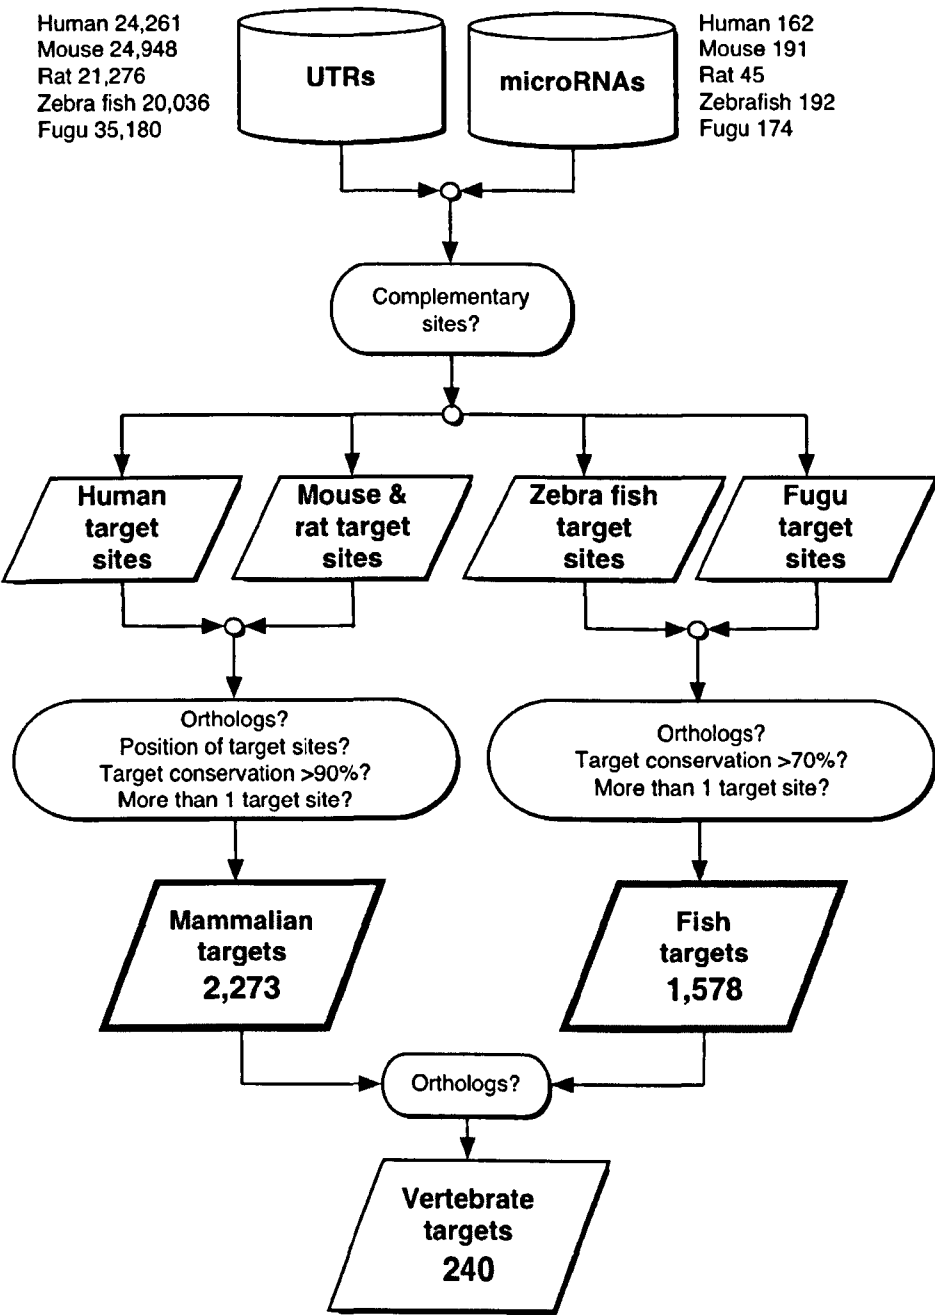 Human 24,261
Mouse 24,948
Rat 21,276
Zebra fish 20,036
Fugu 35,180
UTRs
microRNAs
Human 162
Mouse 191
Rat 45
Zebrafish 192
Fugu 174
Complementary
sites?
Human
target
sites
Mouse &
rat target
sites
Zebra fish
target
sites
Fugu
target
sites
Orthologs?
Position of target sites?
Target conservation >90%?
More than 1 target site?
Orthologs?
Target conservation >70%?
More than 1 target site?
Mammalian
targets
2,273
Fish
targets
1,578
Orthologs?
Vertebrate
targets
240